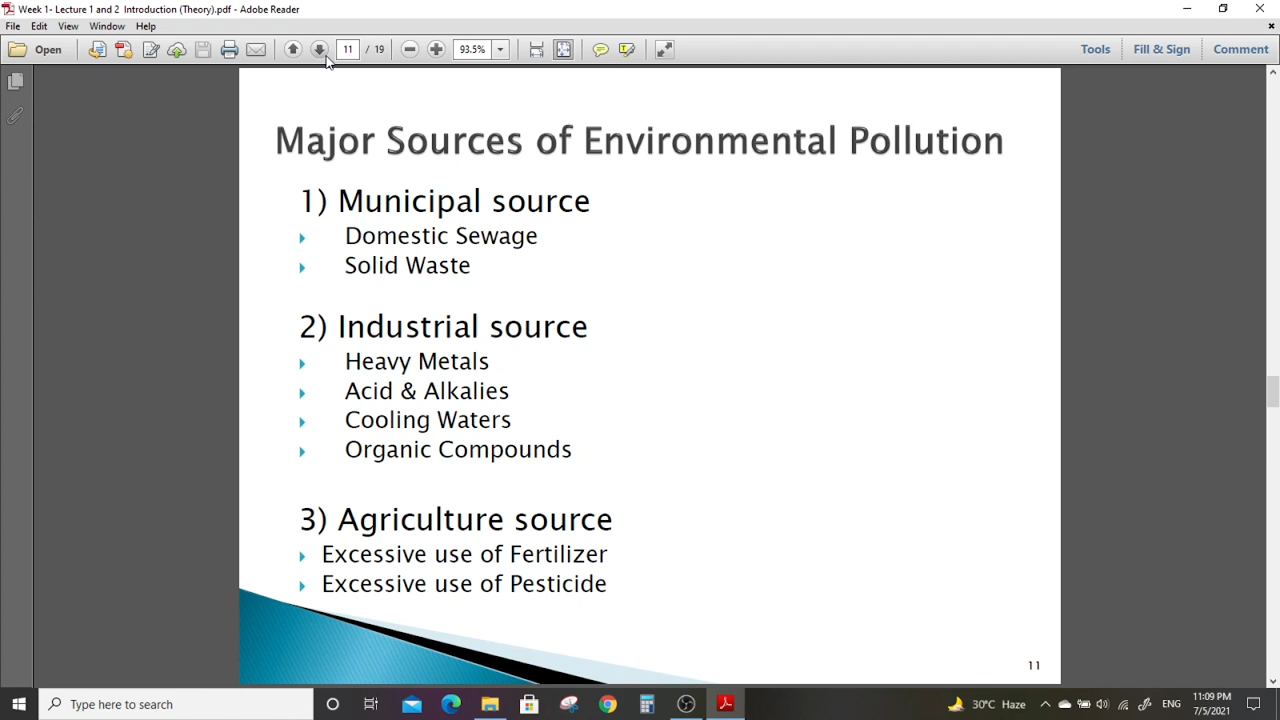 Week 1- Lecture 1 and 2 Introduction (Theory).pdf - Adobe Reader
File Edit View Window Help
Open 11 / 19 93.5% Tools Fill & Sign Comment
Major Sources of Environmental Pollution
1) Municipal source
Domestic Sewage
Solid Waste
2) Industrial source
Heavy Metals
Acid & Alkalies
Cooling Waters
Organic Compounds
3) Agriculture source
Excessive use of Fertilizer
Excessive use of Pesticide
11
Type here to search
30°C Haze
ENG
11:09 PM
7/5/2021